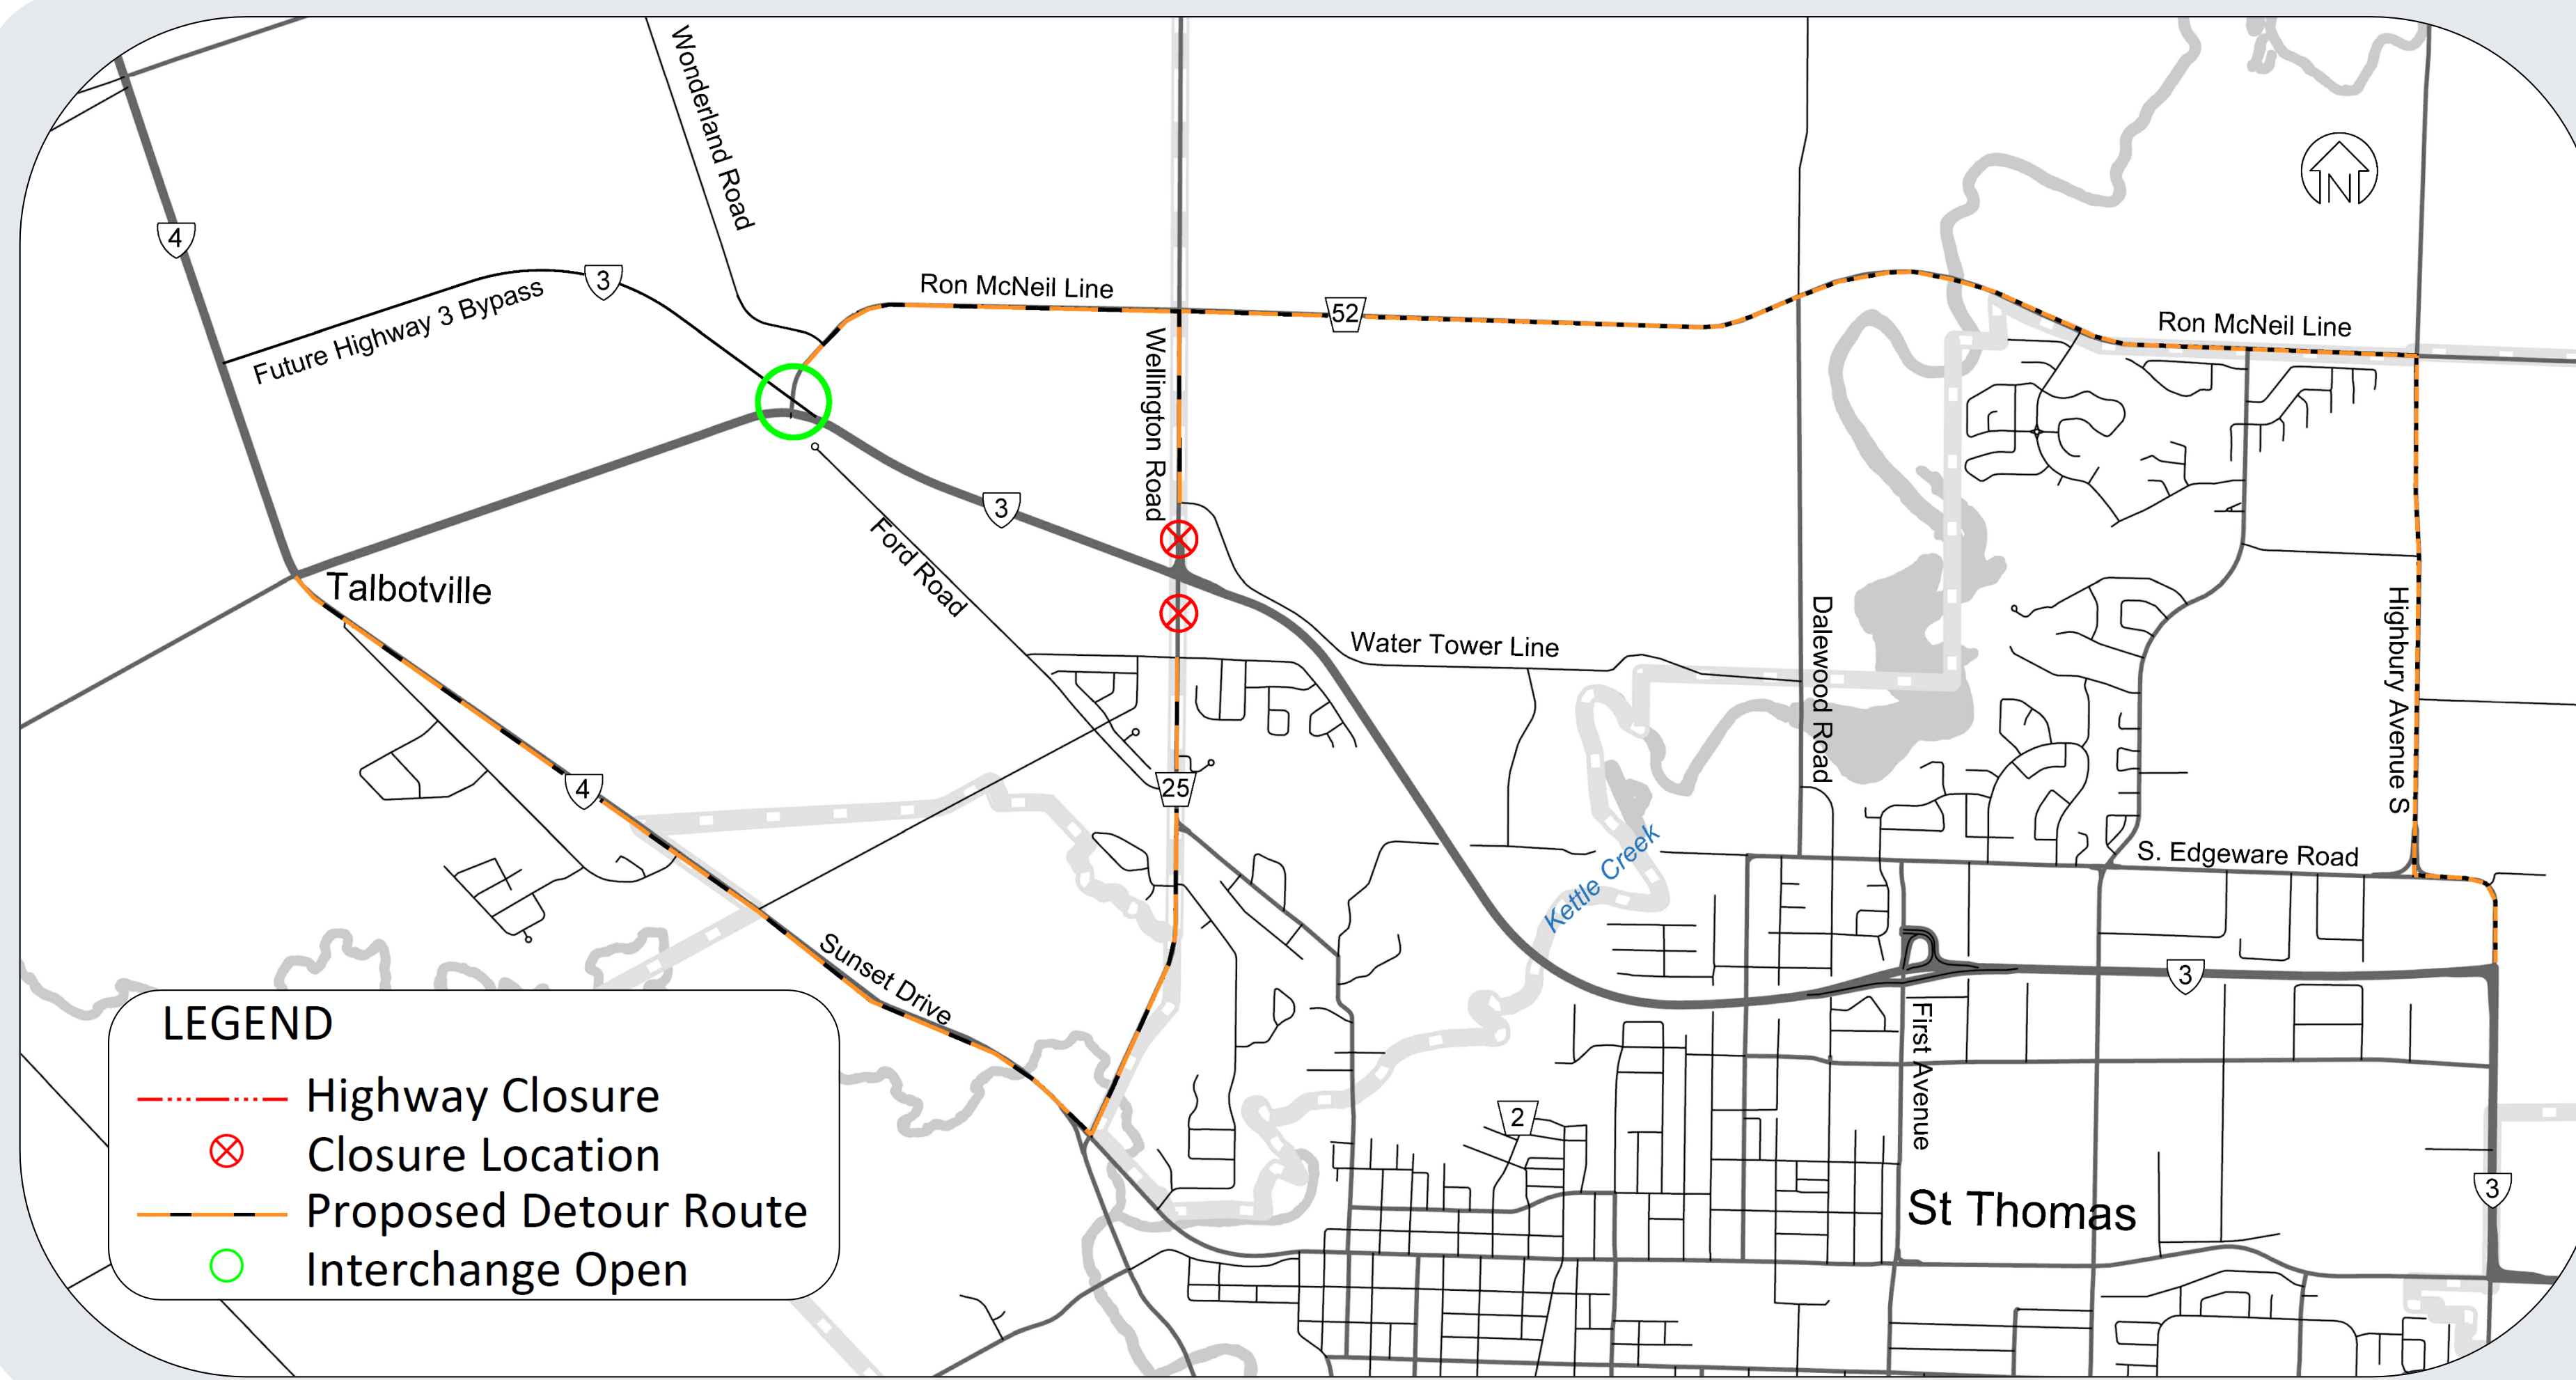 Wonderland Road
N
4
3
Future Highway 3 Bypass
Ron McNeil Line
52
Ron McNeil Line
Wellington Road
3
Ford Road
Talbotville
Water Tower Line
Dalewood Road
Highbury Avenue S
4
25
Kettle Creek
S. Edgeware Road
Sunset Drive
3
First Avenue
2
St Thomas
3
LEGEND
Highway Closure
Closure Location
Proposed Detour Route
Interchange Open